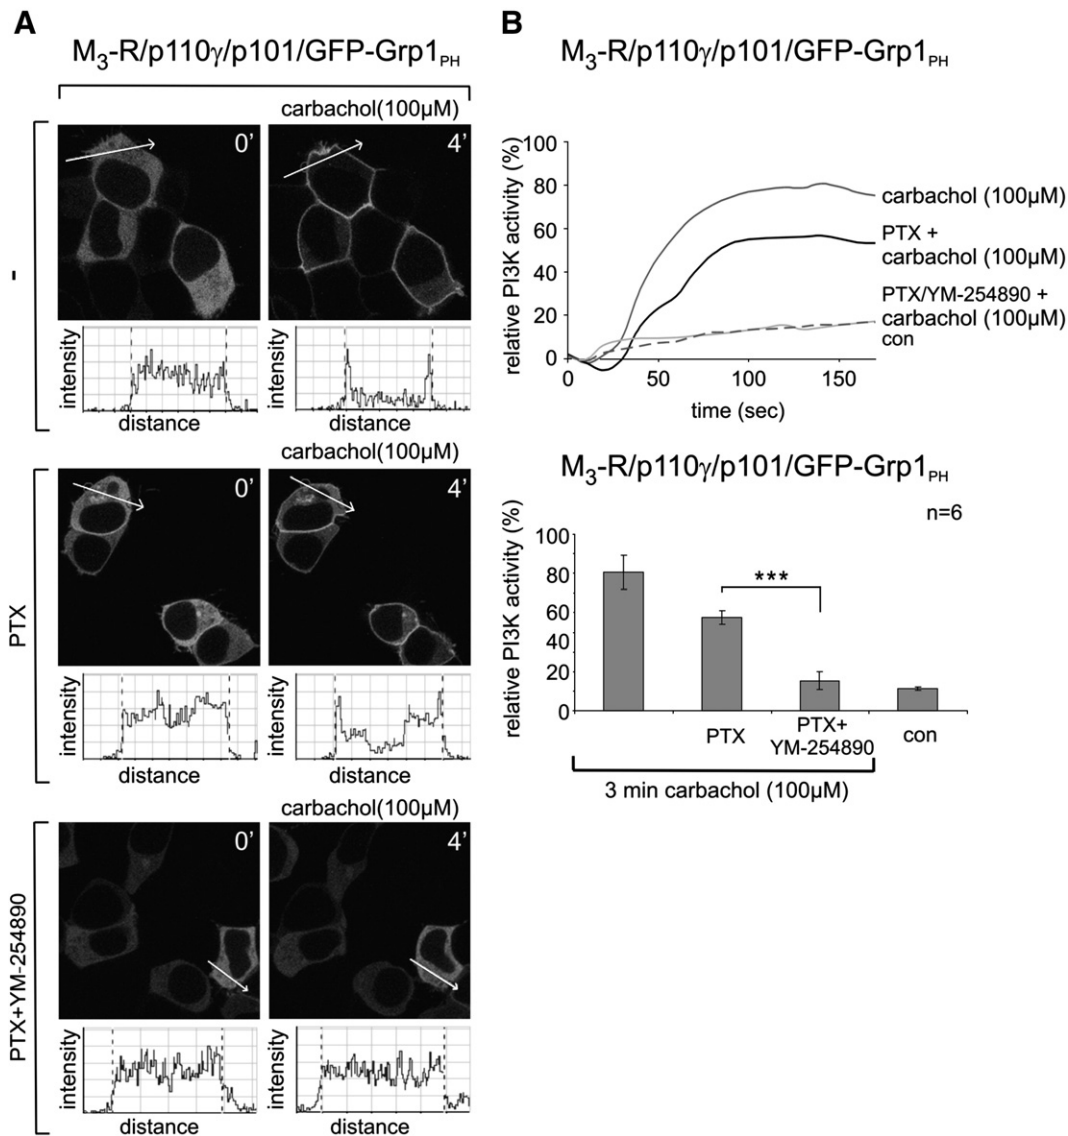 A
M3-R/p110γ/p101/GFP-Grp1PH
carbachol(100µM)
-
0’
4’
intensity
distance
intensity
distance
carbachol(100µM)
PTX
0’
4’
intensity
distance
intensity
distance
carbachol(100µM)
PTX+YM-254890
0’
4’
intensity
distance
intensity
distance
B
M3-R/p110γ/p101/GFP-Grp1PH
relative PI3K activity (%)
100
80
60
40
20
0
0
50
100
150
time (sec)
carbachol (100µM)
PTX +
carbachol (100µM)
PTX/YM-254890 +
carbachol (100µM)
con
M3-R/p110γ/p101/GFP-Grp1PH
n=6
relative PI3K activity (%)
100
80
60
40
20
0
***
PTX
PTX+
YM-254890
con
3 min carbachol (100µM)